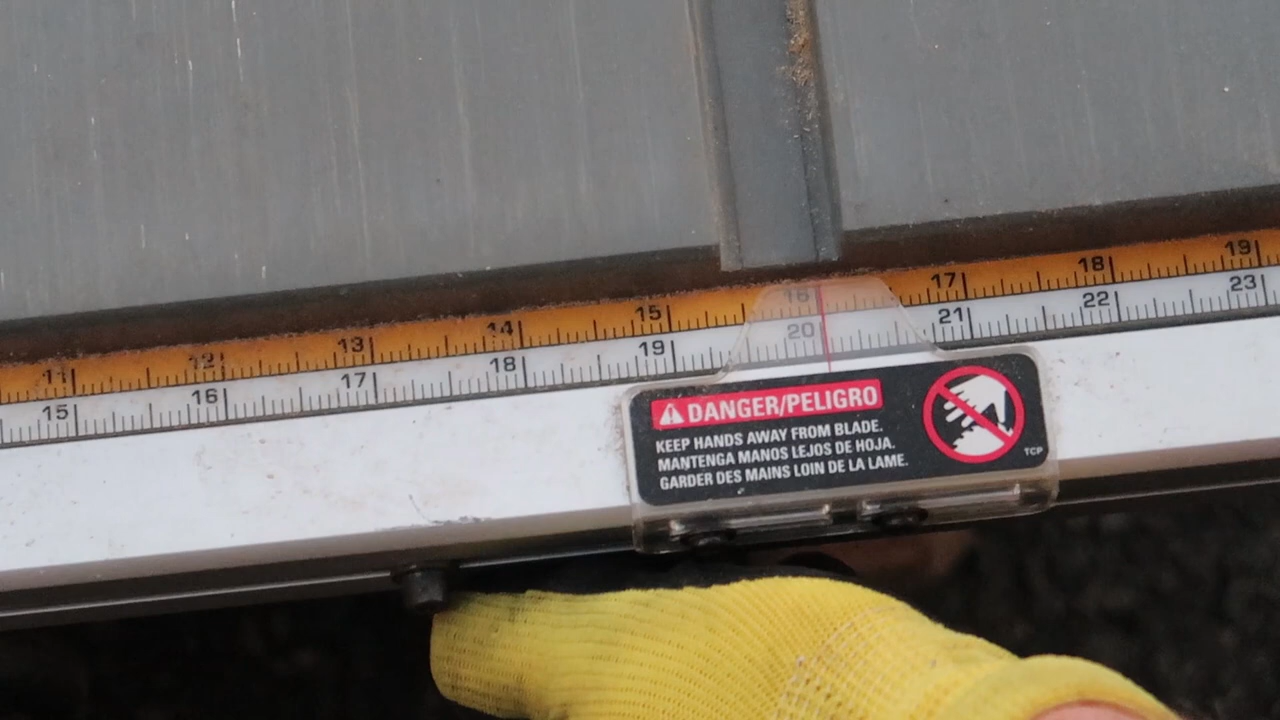 11 12 13 14 15 16 17 18 19
15 16 17 18 19 20 21 22 23
DANGER/PELIGRO
KEEP HANDS AWAY FROM BLADE.
MANTENGA MANOS LEJOS DE HOJA.
GARDER DES MAINS LOIN DE LA LAME.
TCP